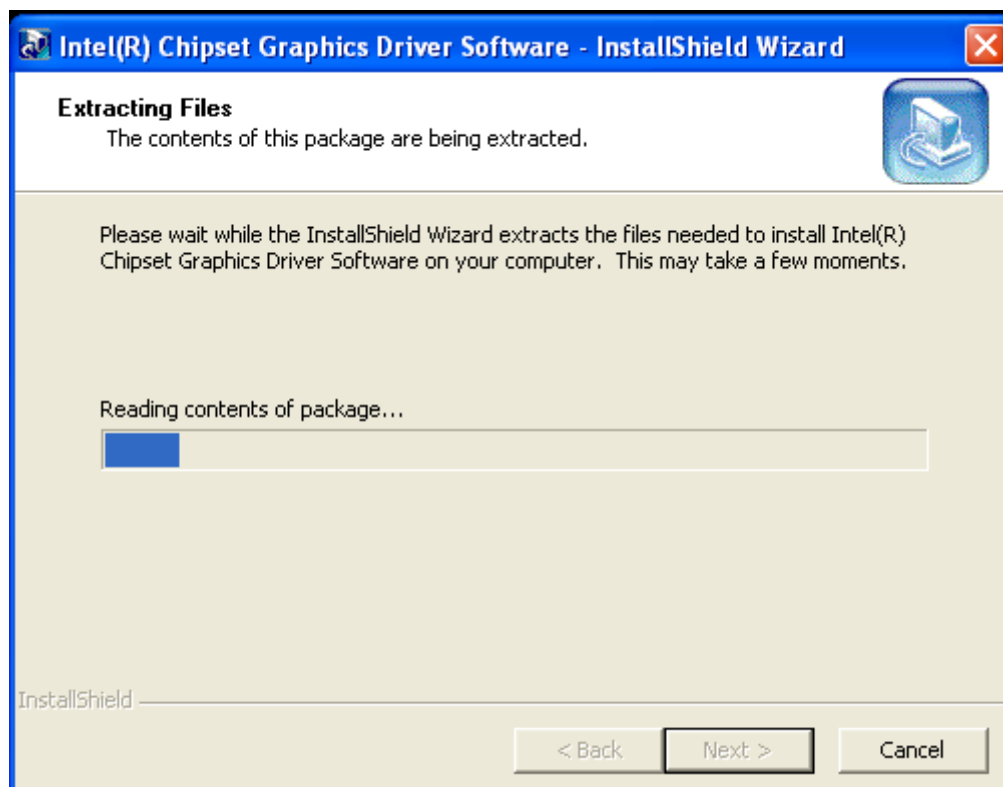 Intel(R) Chipset Graphics Driver Software - InstallShield Wizard
Extracting Files
The contents of this package are being extracted.
Please wait while the InstallShield Wizard extracts the files needed to install Intel(R)
Chipset Graphics Driver Software on your computer.  This may take a few moments.
Reading contents of package...
InstallShield
< Back
Next >
Cancel